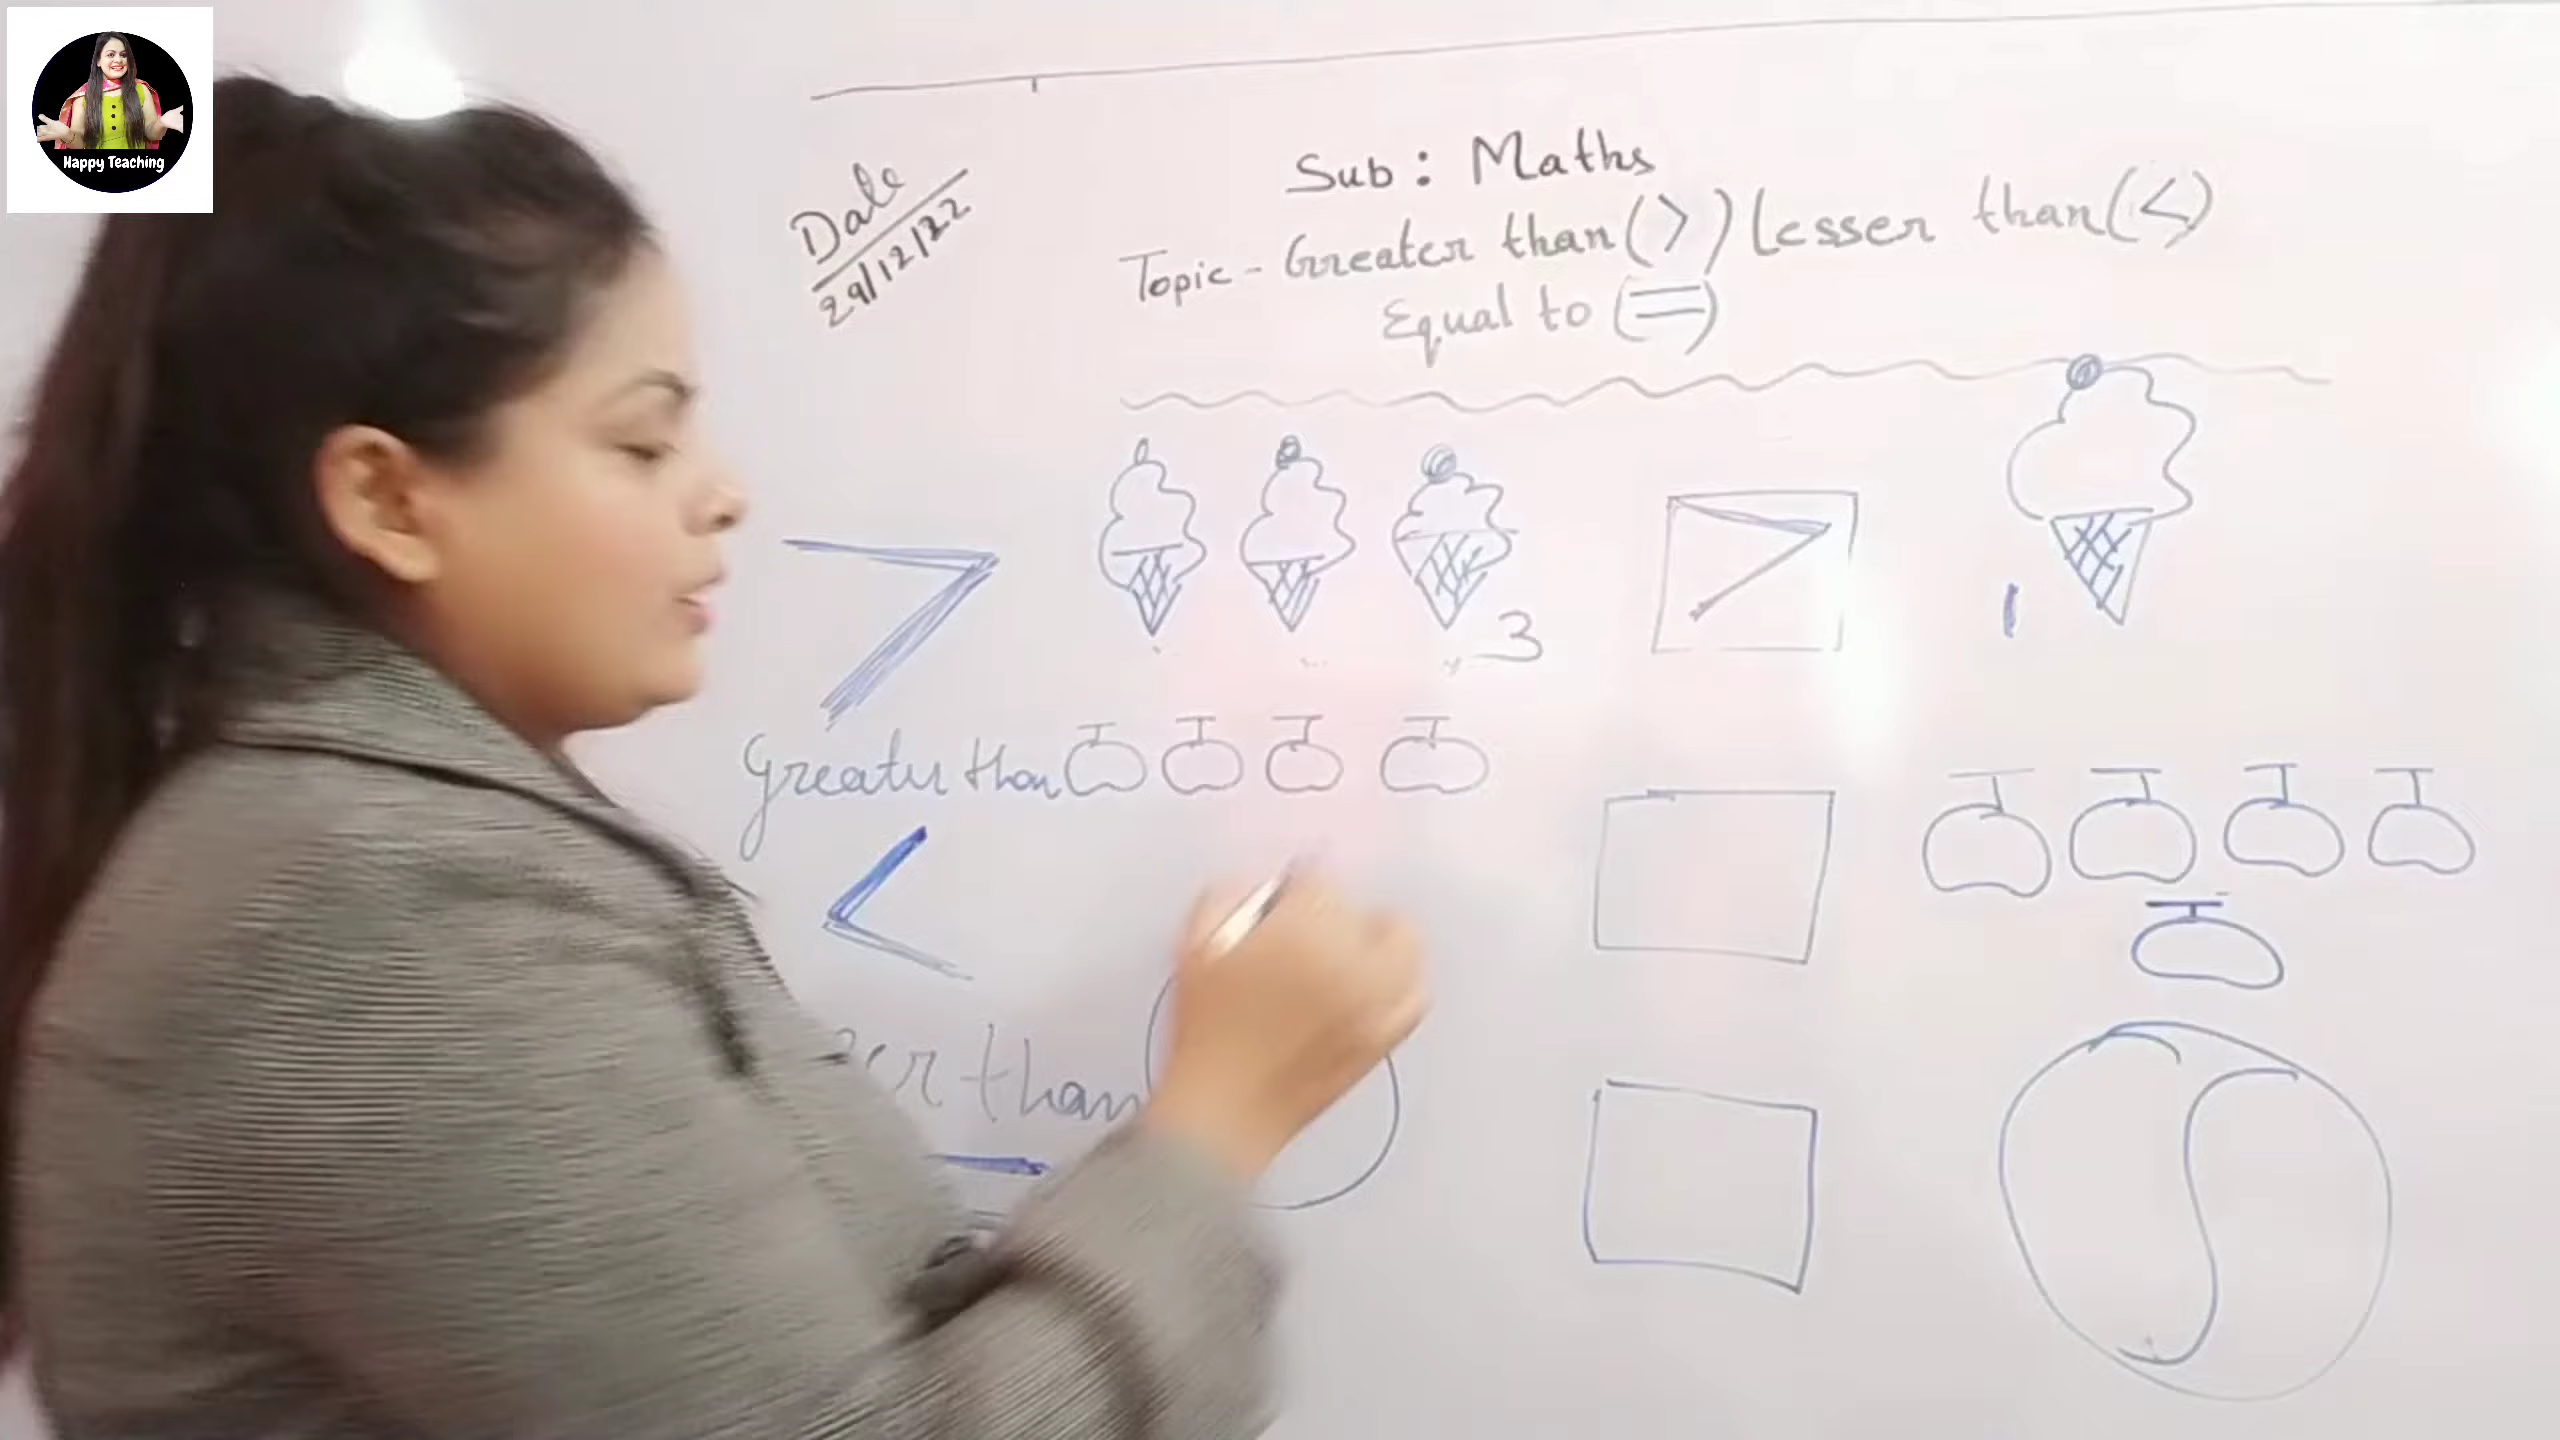 Happy Teaching
Date
29/12/22
Sub : Maths
Topic - Greater than (>) Lesser than (<)
Equal to (=)
>
3
>
1
Greater than
<
than